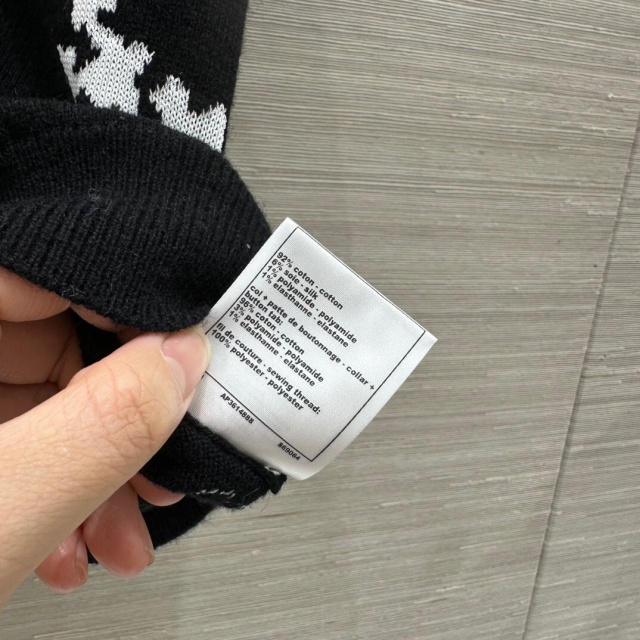 92% coton - cotton
6% soie - silk
1% polyamide - polyamide
1% elasthanne - elastane
col + patte de boutonnage - collar +
button tab:
98% coton - cotton
1% polyamide - polyamide
1% elasthanne - elastane
fil de couture - sewing thread:
100% polyester - polyester
AP3614888